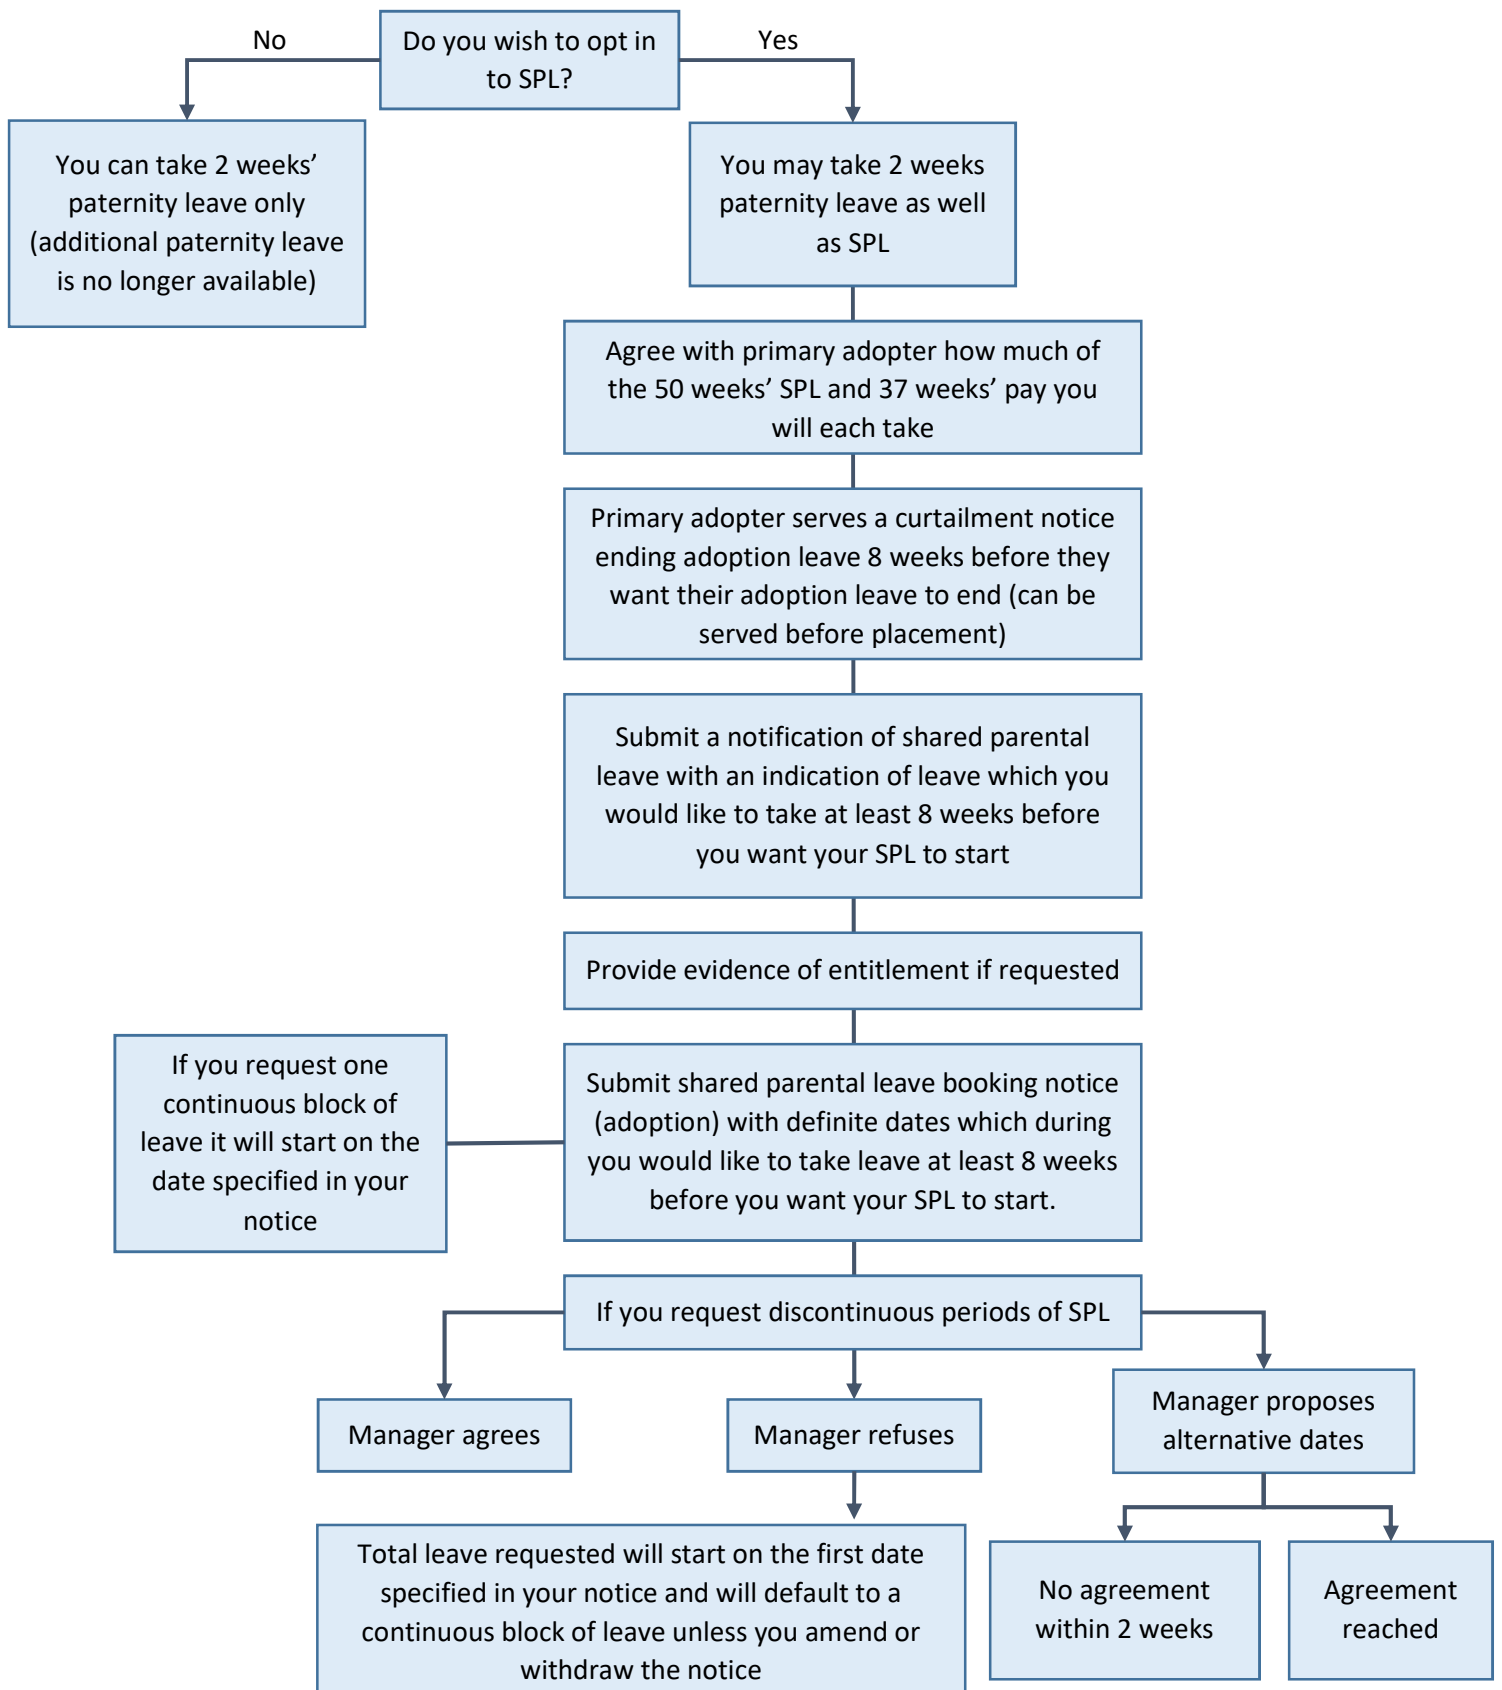 No
Do you wish to opt in
to SPL?
Yes
You can take 2 weeks’
paternity leave only
(additional paternity leave
is no longer available)
You may take 2 weeks
paternity leave as well
as SPL
Agree with primary adopter how much of
the 50 weeks’ SPL and 37 weeks’ pay you
will each take
Primary adopter serves a curtailment notice
ending adoption leave 8 weeks before they
want their adoption leave to end (can be
served before placement)
Submit a notification of shared parental
leave with an indication of leave which you
would like to take at least 8 weeks before
you want your SPL to start
Provide evidence of entitlement if requested
If you request one
continuous block of
leave it will start on the
date specified in your
notice
Submit shared parental leave booking notice
(adoption) with definite dates which during
you would like to take leave at least 8 weeks
before you want your SPL to start.
If you request discontinuous periods of SPL
Manager agrees
Manager refuses
Manager proposes
alternative dates
Total leave requested will start on the first date
specified in your notice and will default to a
continuous block of leave unless you amend or
withdraw the notice
No agreement
within 2 weeks
Agreement
reached